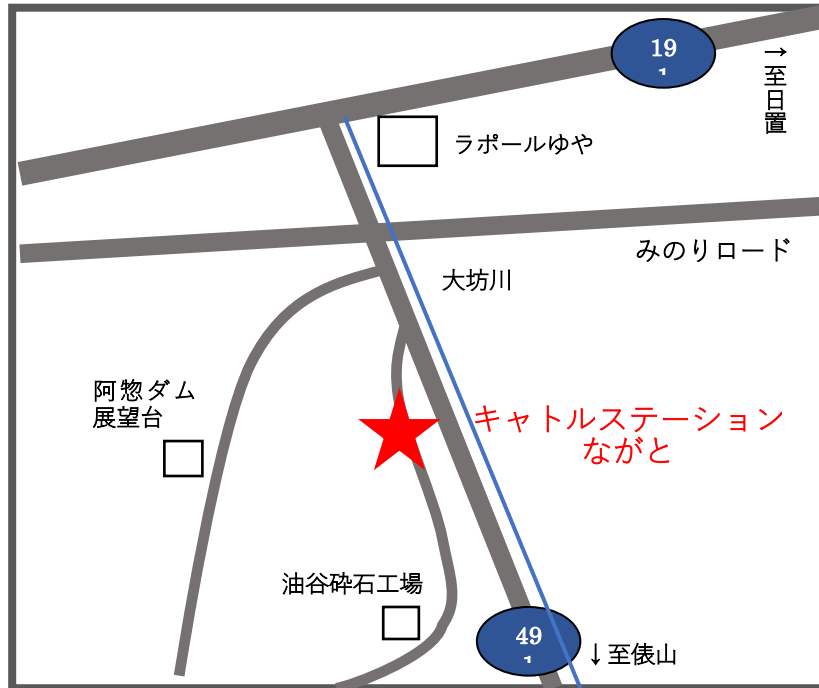 19
1
→至日置
ラポールゆや
みのりロード
大坊川
阿惣ダム
展望台
キャトルステーション
ながと
油谷砕石工場
49
1
↓至俵山